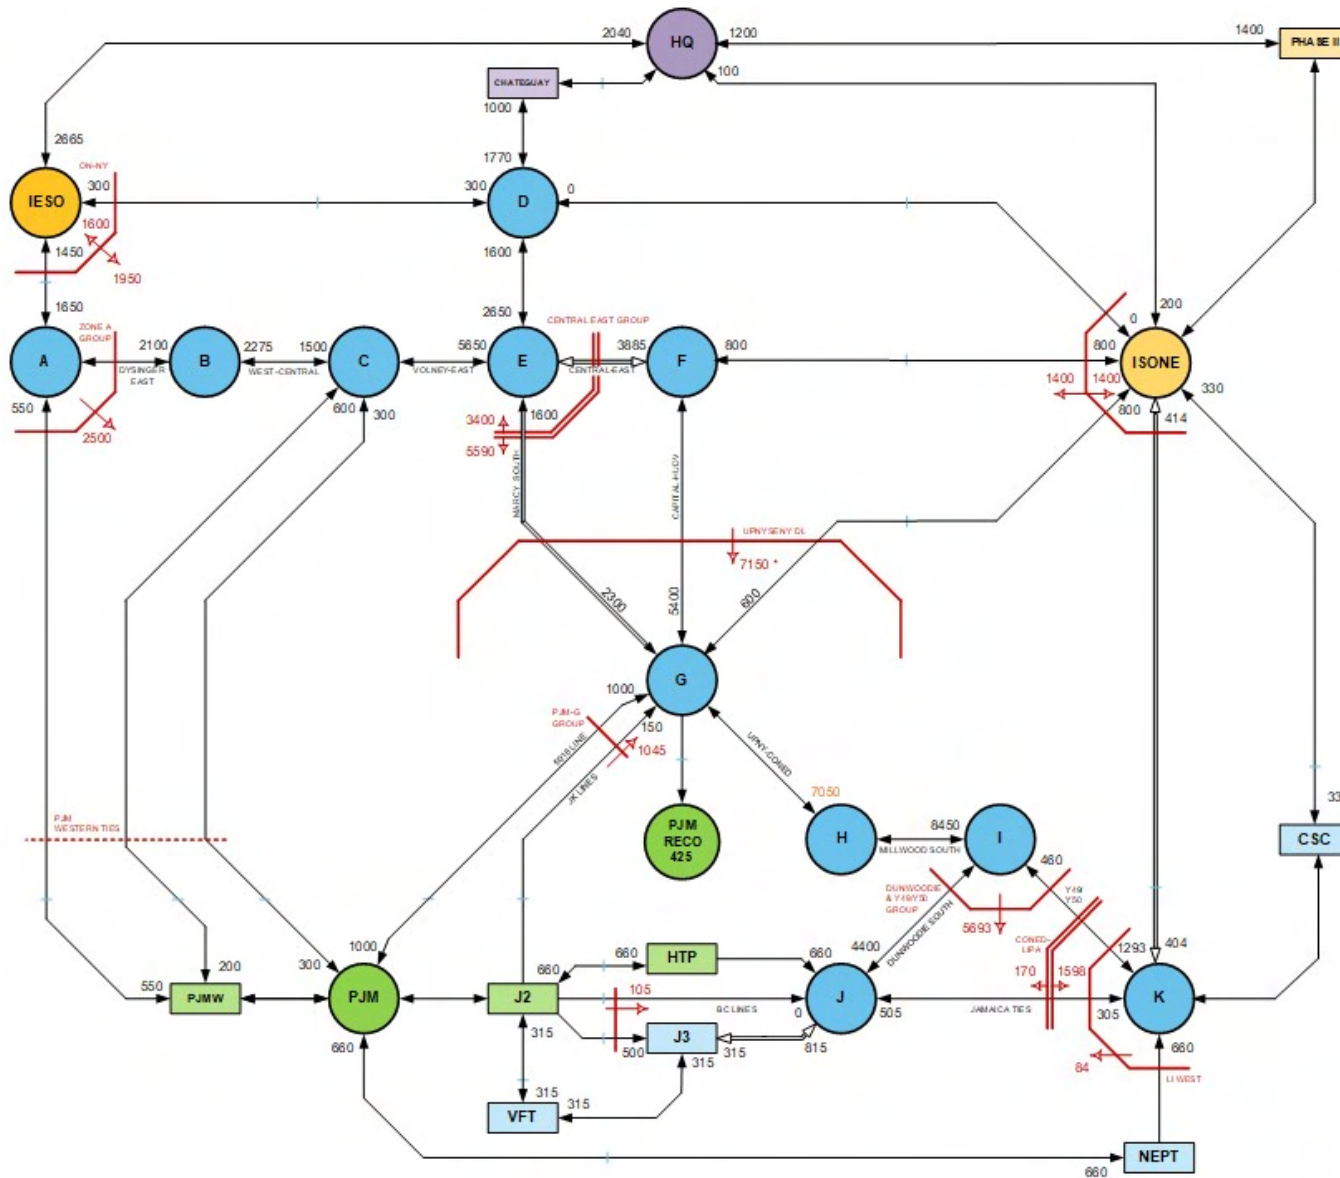 2040
HQ
1200
1400
PHASE II
100
CHATEGUAY
1000
2665
ON-NY
1770
IESO
300
300
D
0
1600
1450
1950
1600
1650
ZONE A
GROUP
2650
CENTRAL EAST GROUP
0
200
A
2100
B
2275
1500
C
5650
E
3885
F
800
800
ISONE
DYSINGER
EAST
WEST-CENTRAL
VOLNEY-EAST
CENTRAL-EAST
1400
1400
330
550
600
300
1600
800
414
2500
3400
5590
MARCY SOUTH
CAPITAL-HUDV
UPNYSENY DL
7150 *
2300
5400
600
G
1000
PJM-G
GROUP
150
1045
5018 LINE
JK LINES
UPNY-CONED
7050
PJM
WESTERN TIES
PJM
RECO
425
H
8450
I
MILLWOOD SOUTH
460
33
CSC
Y49
Y50
DUNWOODIE
& Y49/Y50
GROUP
5693
DUNWOODIE SOUTH
CONED-
LIPA
1000
660
HTP
660
4400
1293
404
200
300
660
170
1598
550
PJMW
PJM
J2
105
BC LINES
0
J
505
JAMAICA TIES
305
K
660
315
500
J3
315
815
315
660
84
LI WEST
315
315
VFT
NEPT
660